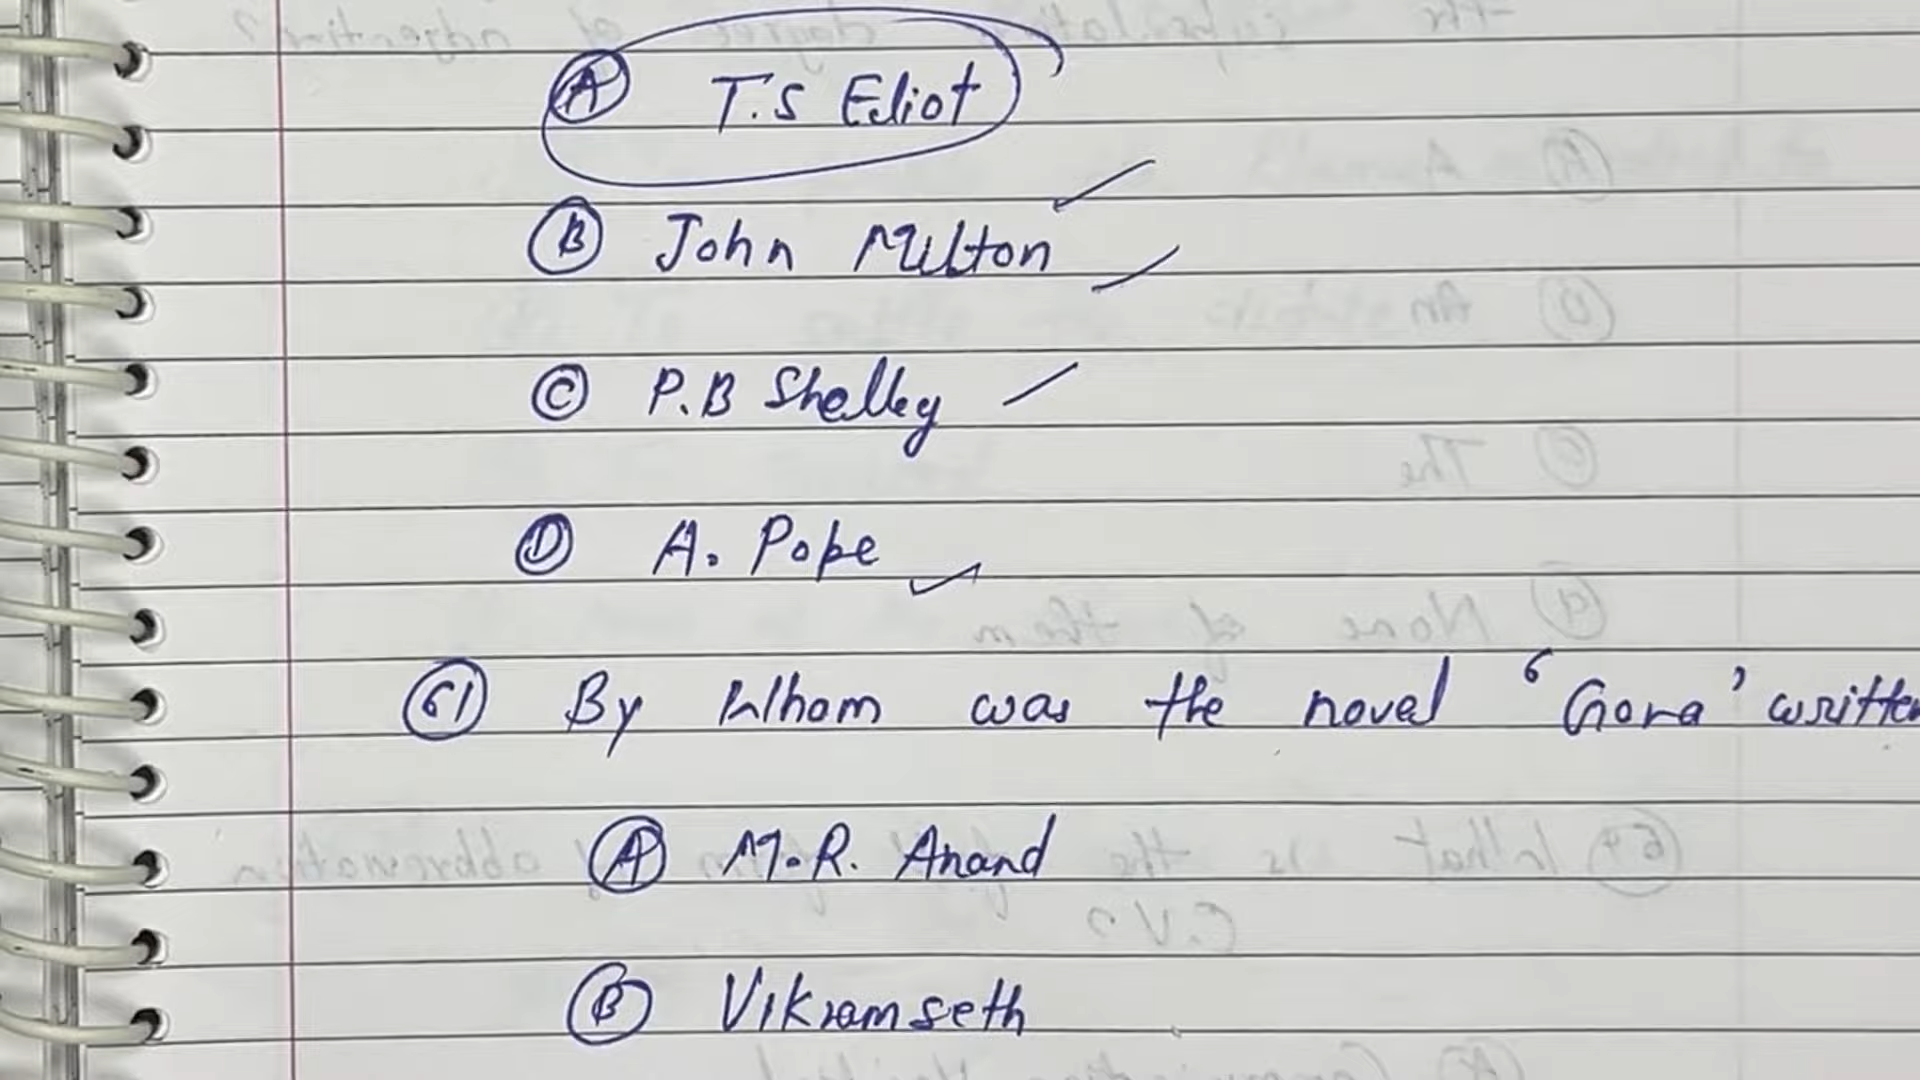 Ⓐ T.S Eliot
Ⓑ John Milton
Ⓒ P.B Shelley
Ⓓ A. Pope
61 By Whom was the novel 'Gora' written
Ⓐ M.R. Anand
Ⓑ Vikramseth